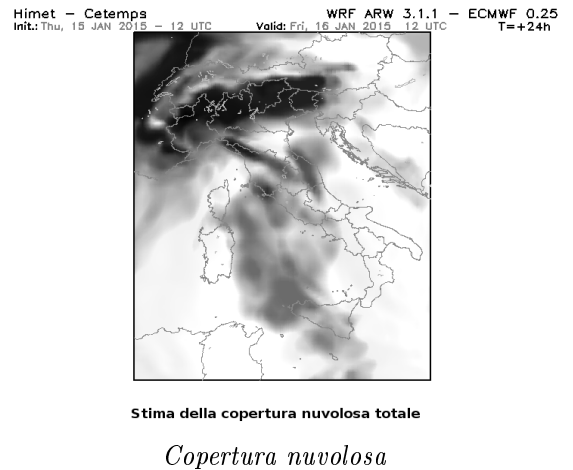 Himet – Cetemps WRF ARW 3.1.1 – ECMWF 0.25
Init.: Thu, 15 JAN 2015 – 12 UTC Valid: Fri, 16 JAN 2015 12 UTC T=+24h
Stima della copertura nuvolosa totale
Copertura nuvolosa